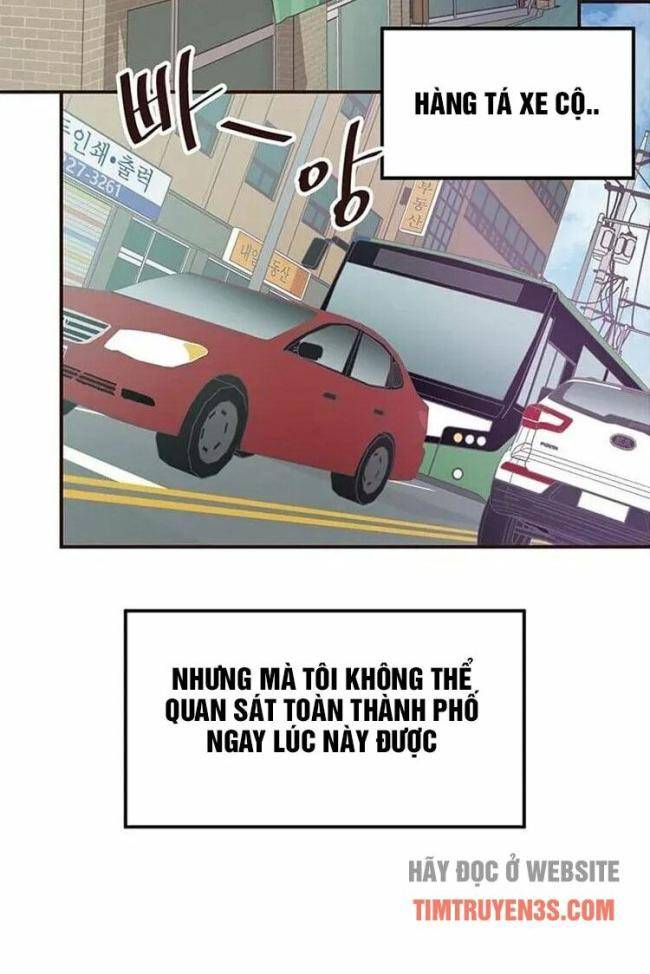 HÀNG TÁ XE CỘ..
빠-앙
인쇄·출력
227-3261
부동산
내일
동산
NHƯNG MÀ TÔI KHÔNG THỂ
QUAN SÁT TOÀN THÀNH PHỐ
NGAY LÚC NÀY ĐƯỢC
HÃY ĐỌC Ở WEBSITE
TIMTRUYEN3S.COM